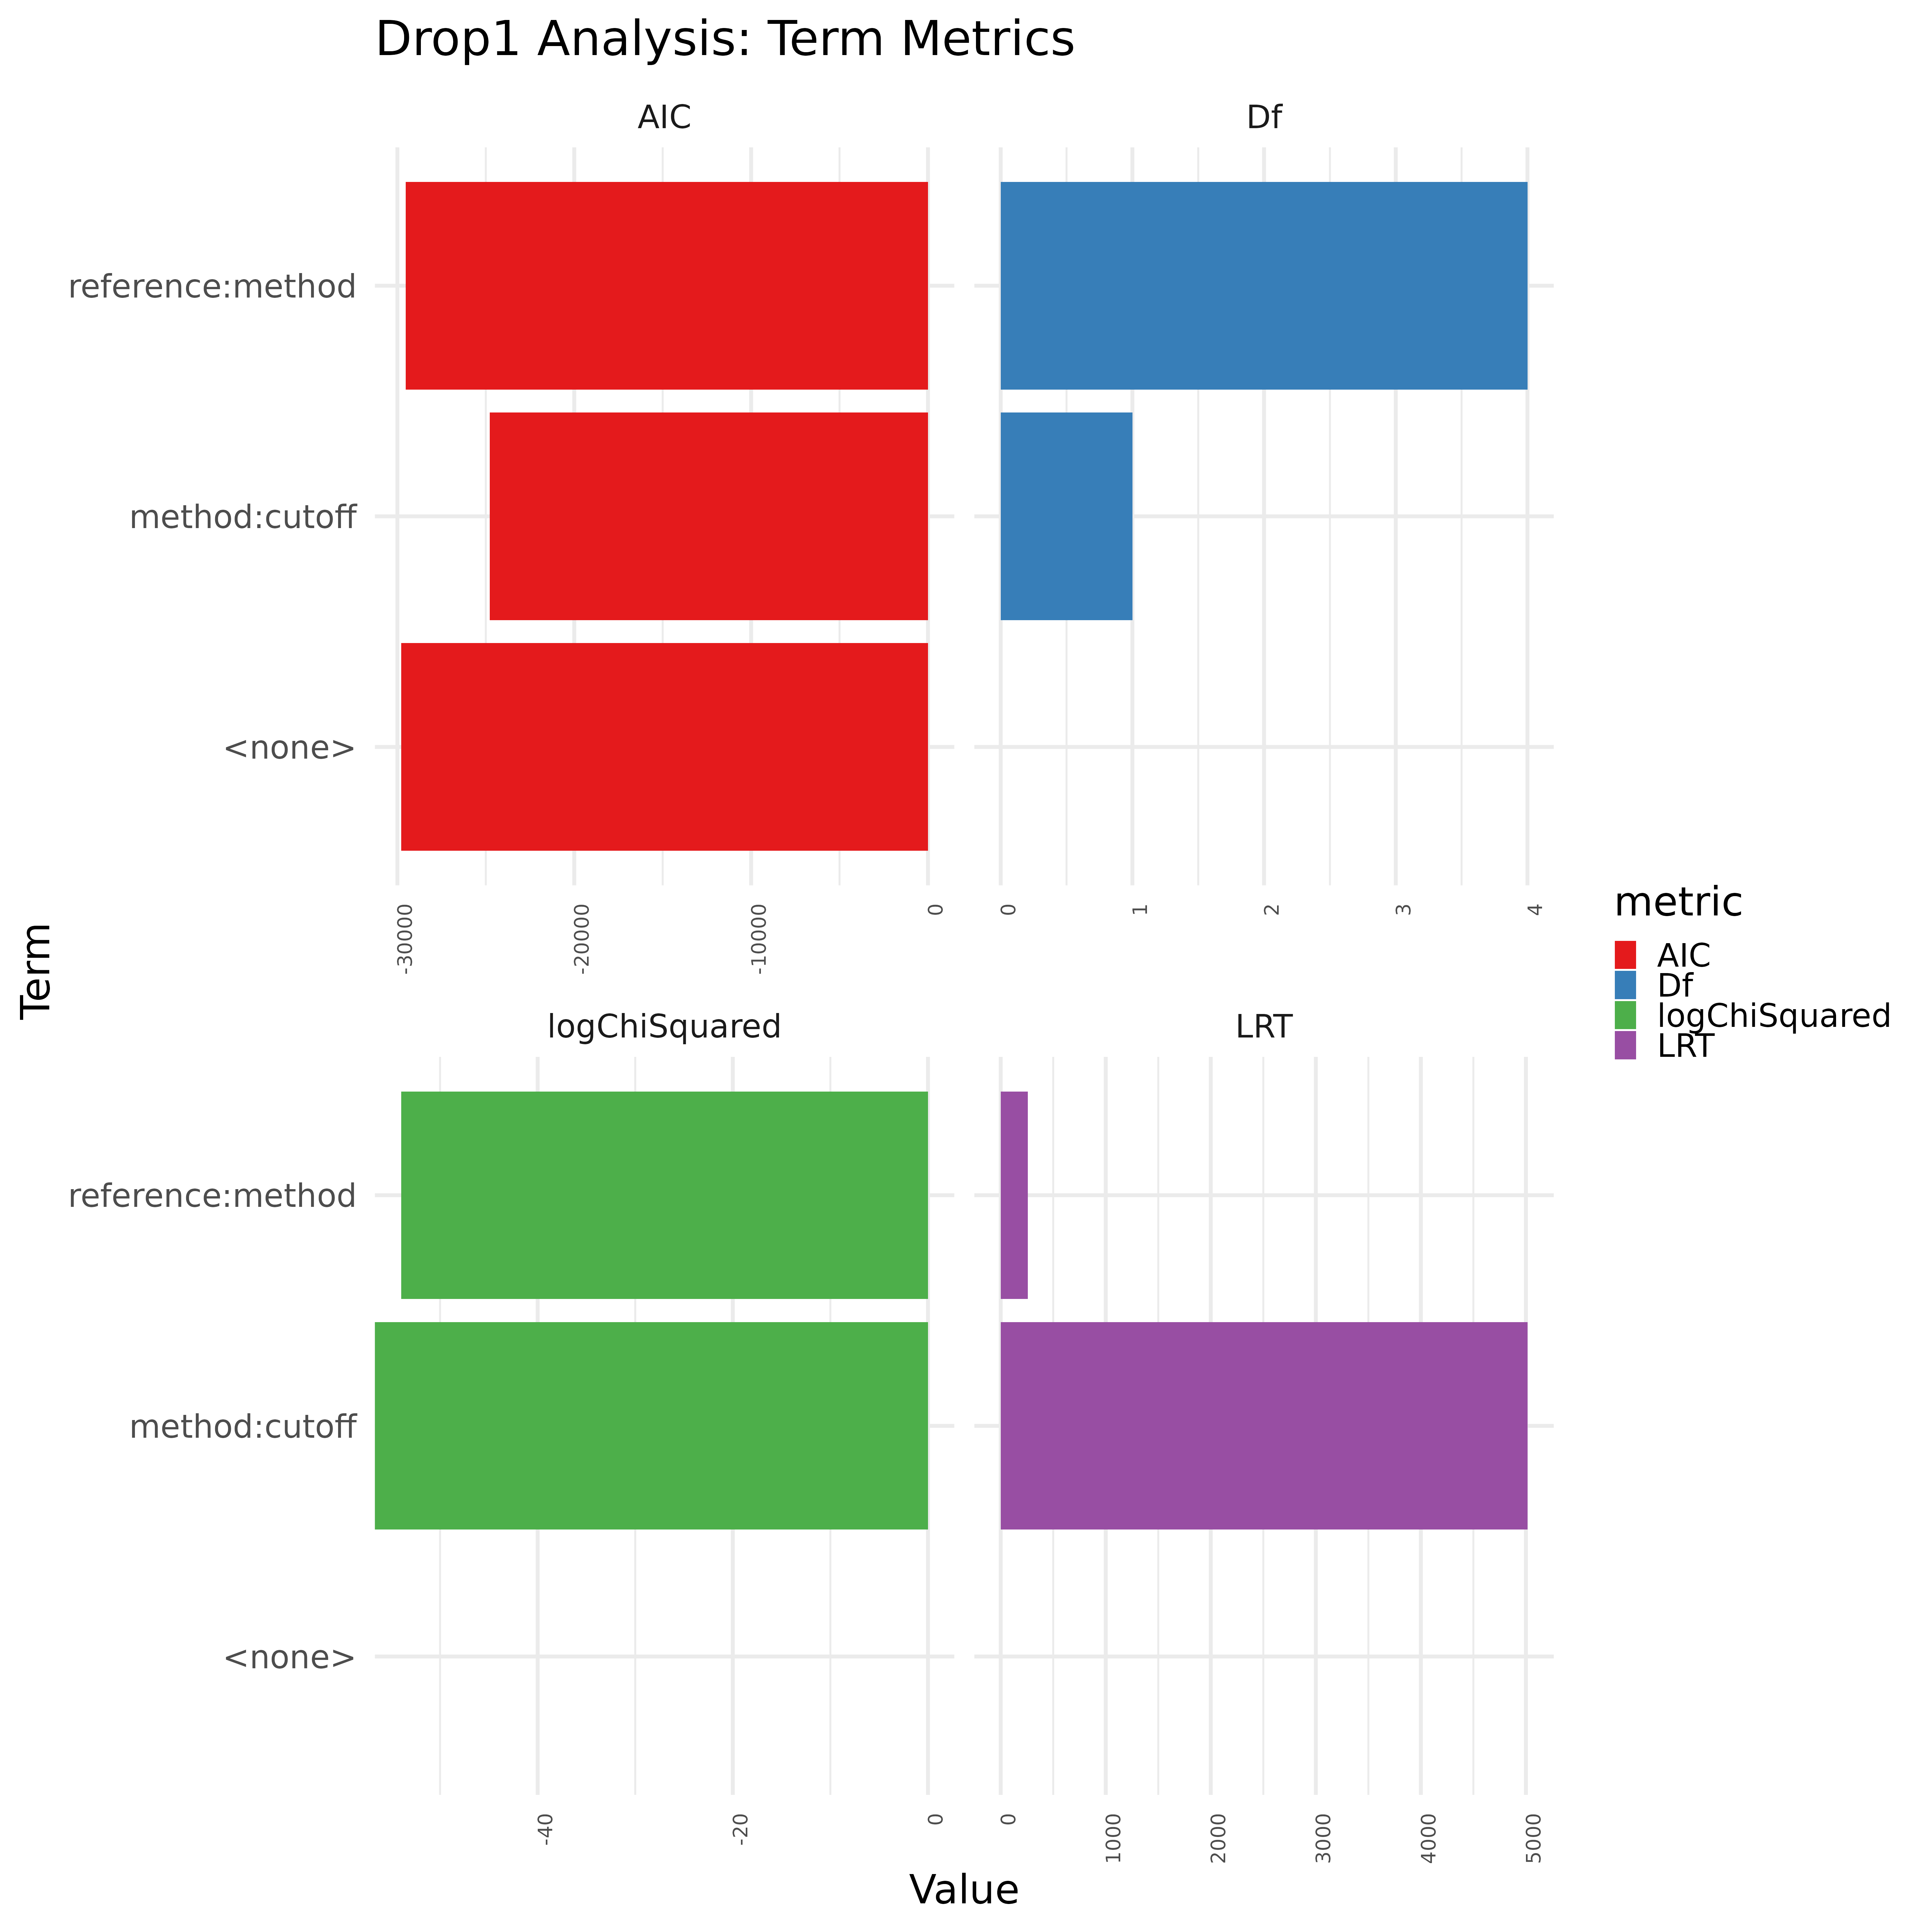 Drop1 Analysis: Term Metrics
AIC
Df
reference:method
method:cutoff
<none>
-30000
-20000
-10000
0
0
1
2
3
4
Term
logChiSquared
LRT
reference:method
method:cutoff
<none>
-40
-20
0
0
1000
2000
3000
4000
5000
Value
metric
AIC
Df
logChiSquared
LRT